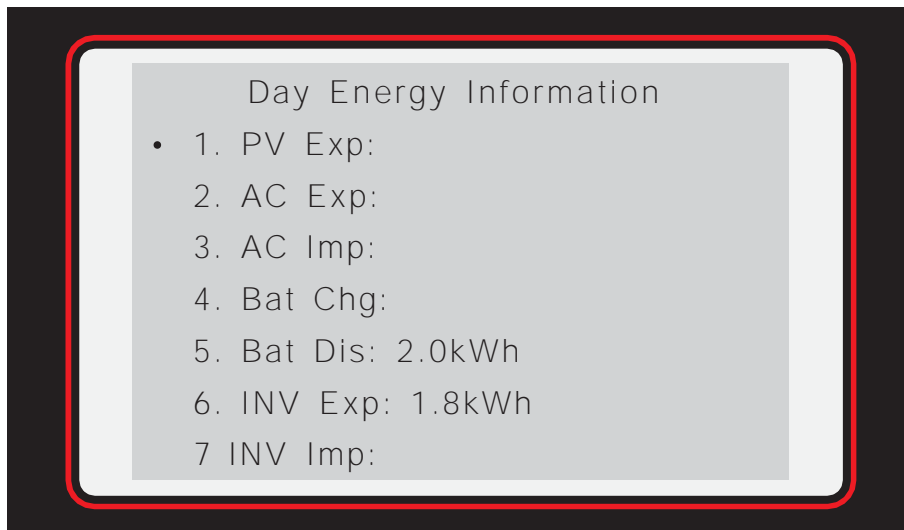 Day Energy Information
• 1. PV Exp:
2. AC Exp:
3. AC Imp:
4. Bat Chg:
5. Bat Dis: 2.0kWh
6. INV Exp: 1.8kWh
7 INV Imp: